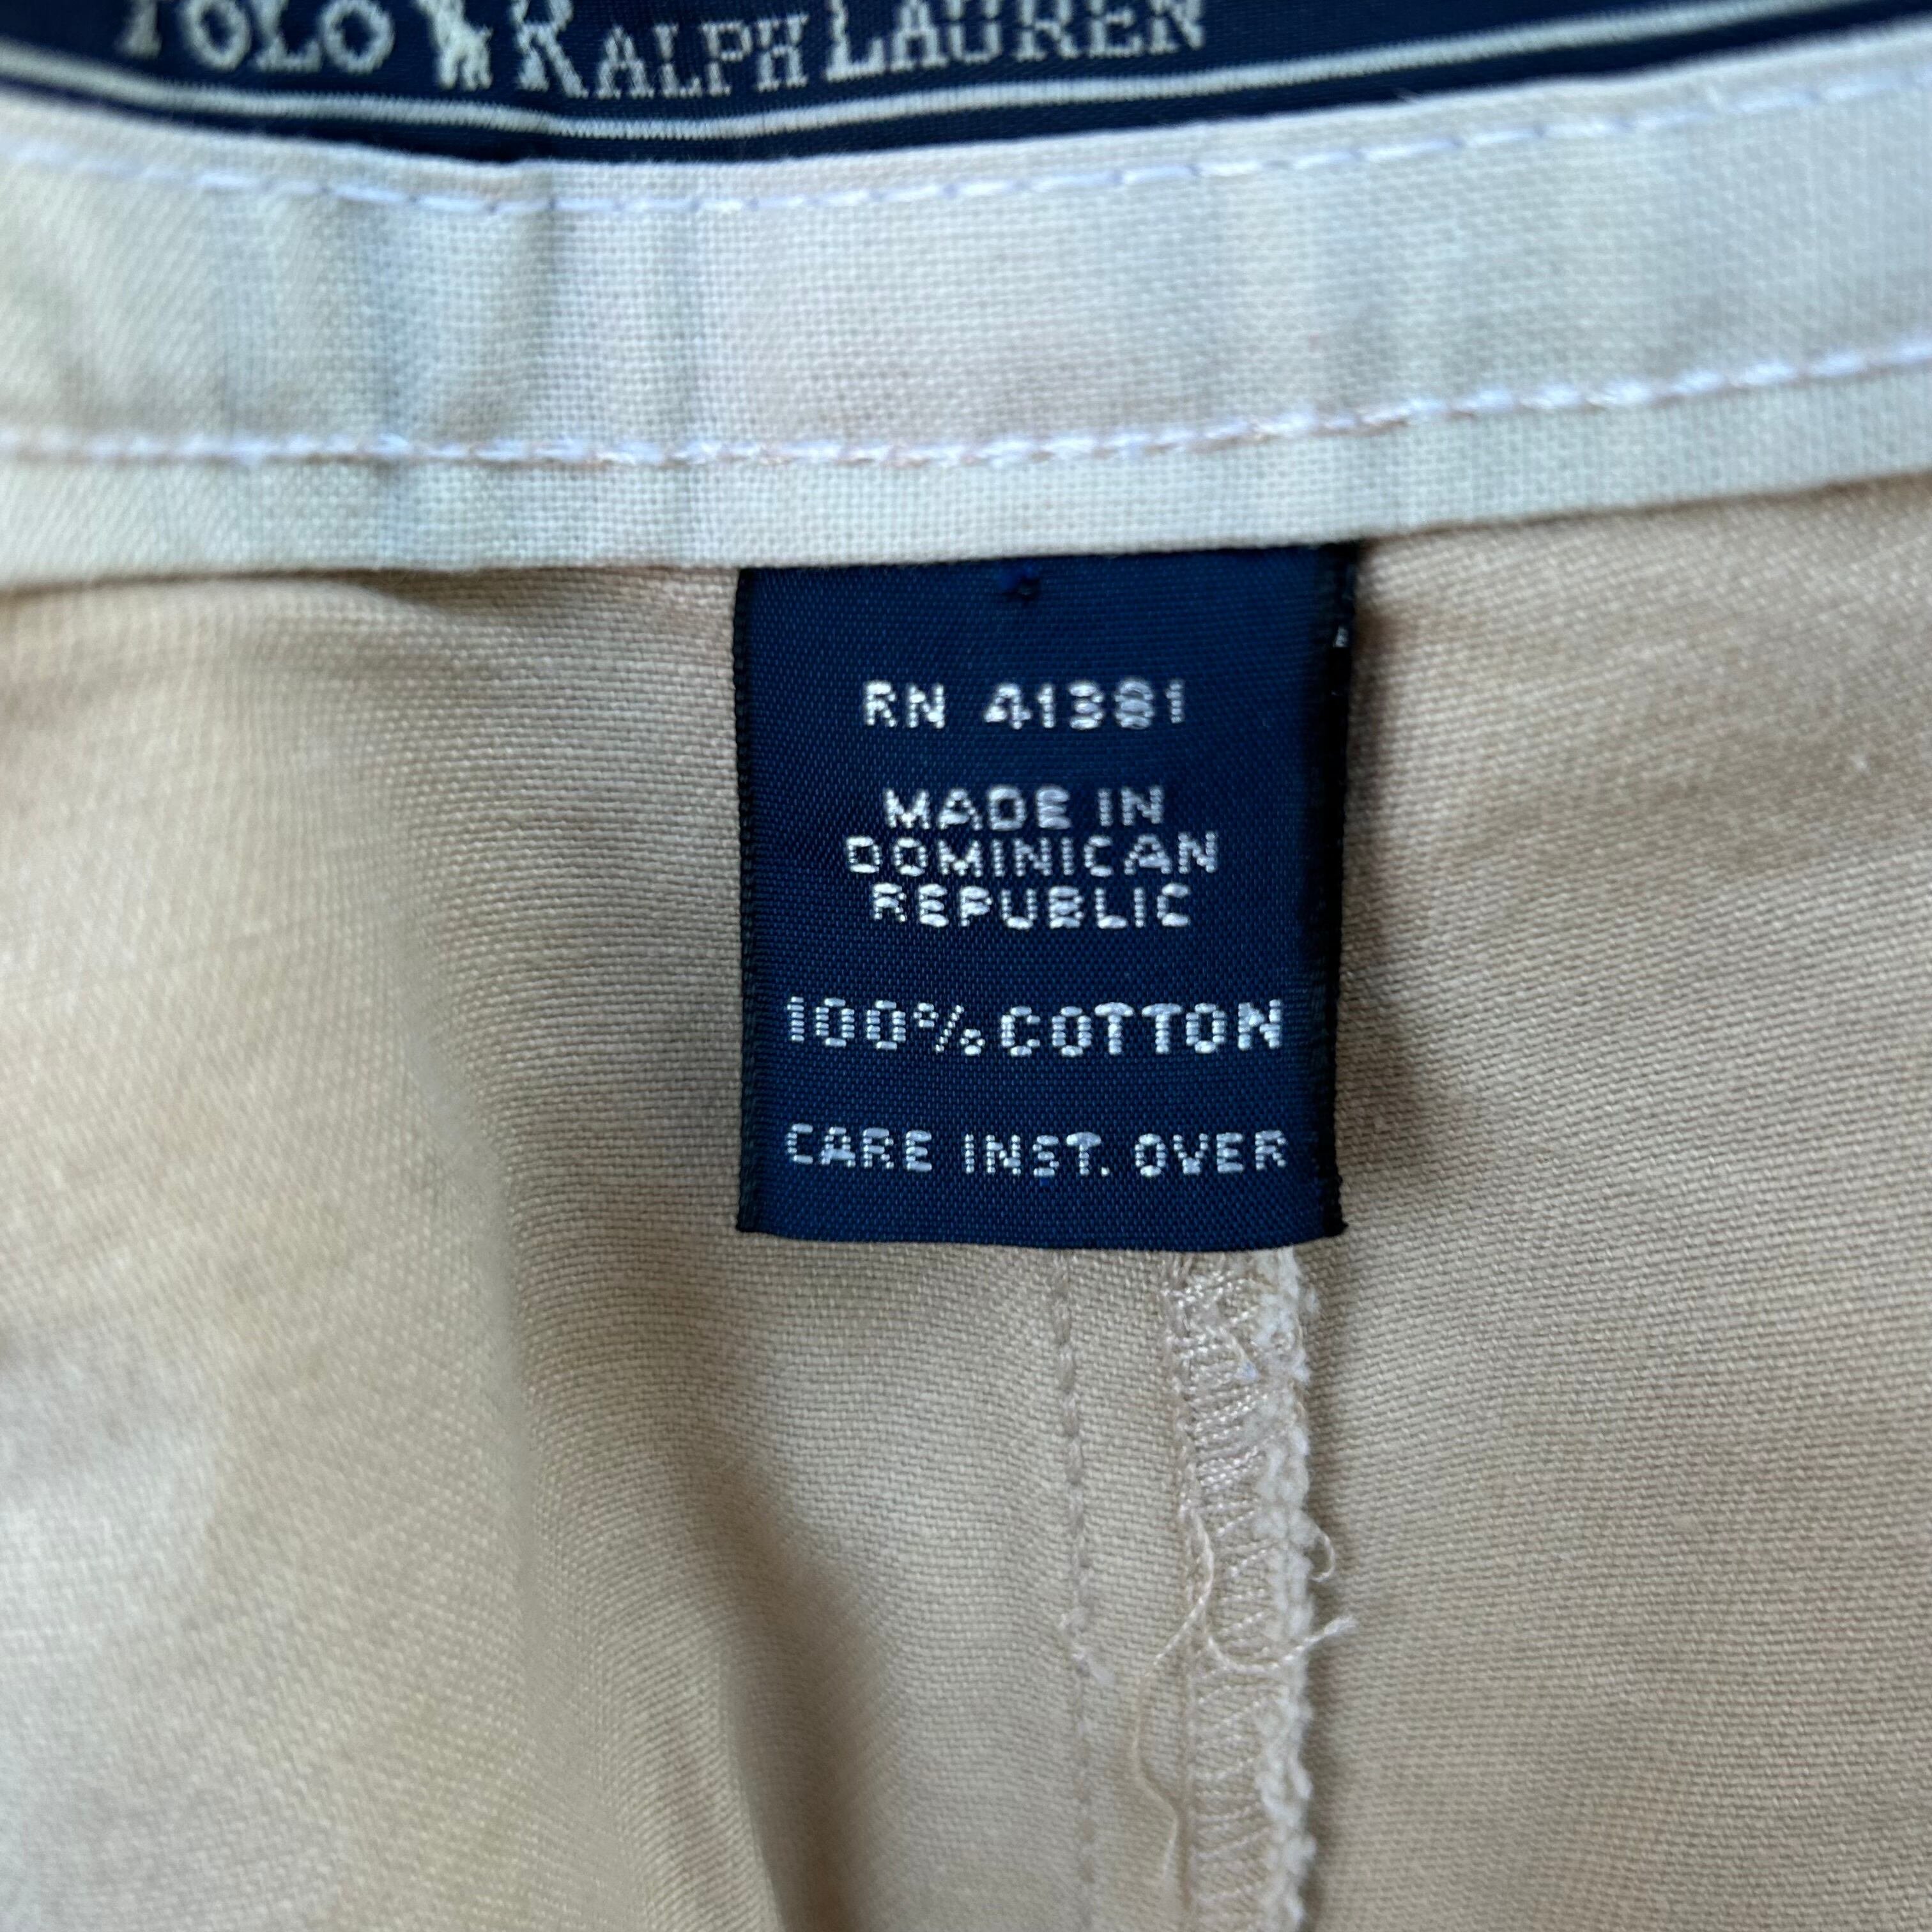 POLO RALPH LAUREN
RN 41381
MADE IN
DOMINICAN
REPUBLIC
100% COTTON
CARE INST. OVER